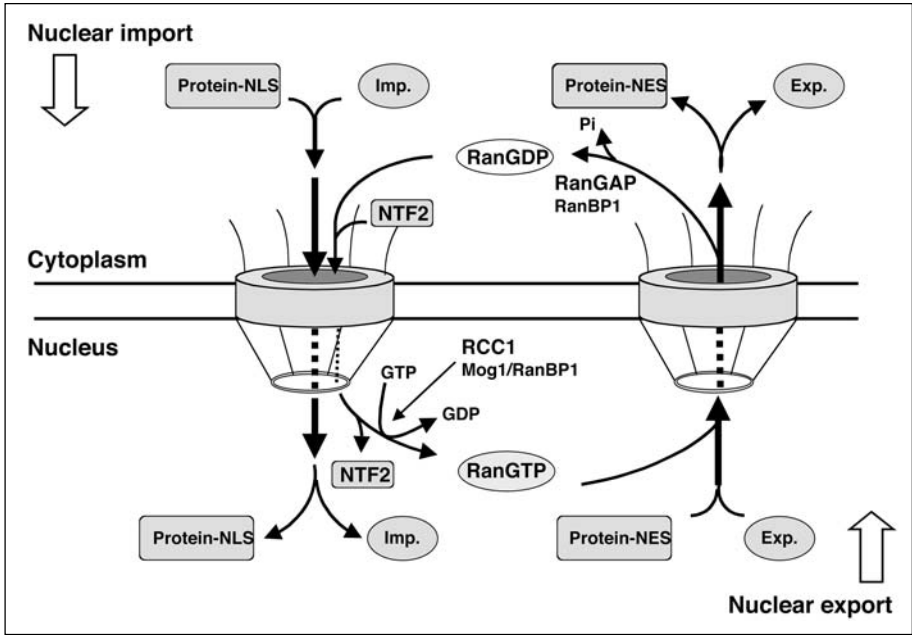 Nuclear import
Protein-NLS
Imp.
Protein-NES
Exp.
Pi
RanGDP
RanGAP
RanBP1
NTF2
Cytoplasm
Nucleus
RCC1
Mog1/RanBP1
GTP
GDP
NTF2
RanGTP
Protein-NLS
Imp.
Protein-NES
Exp.
Nuclear export